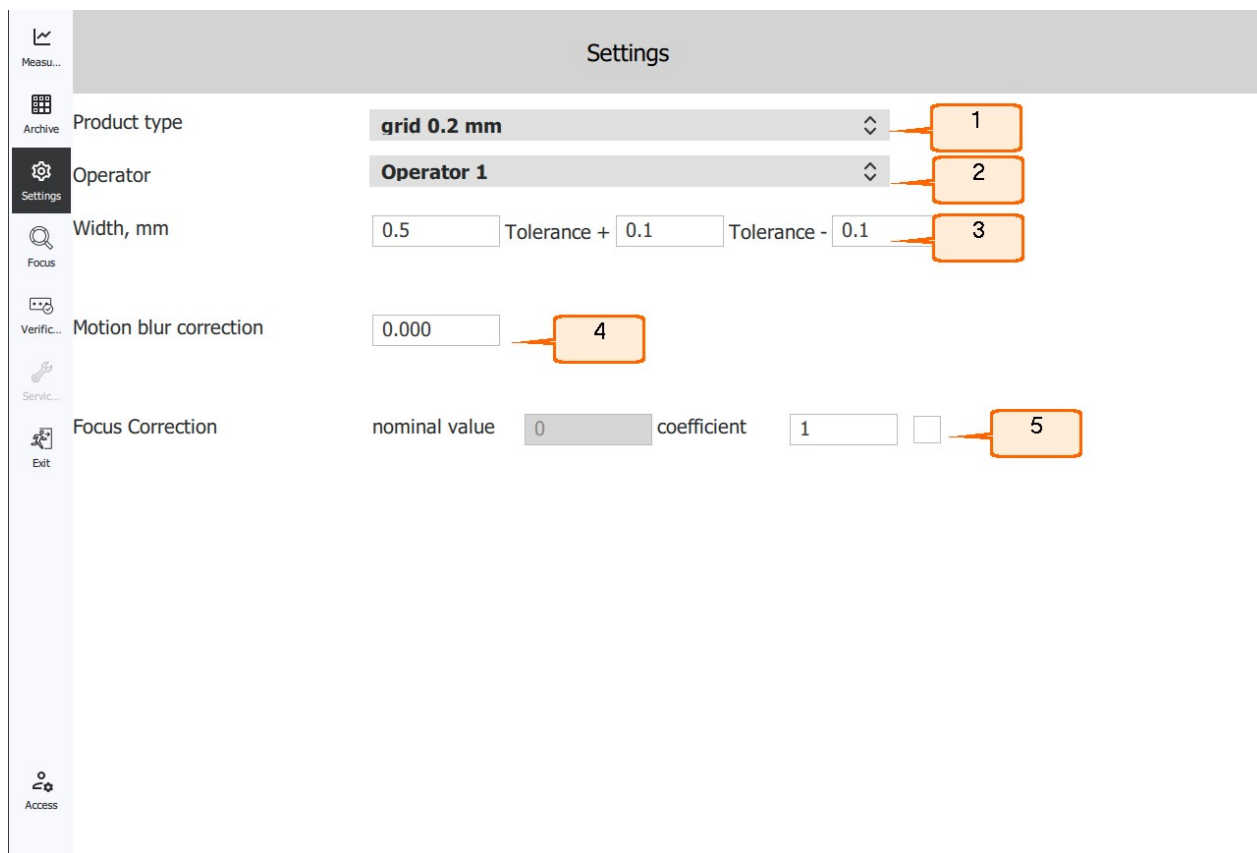 Settings
Measu...
Archive
Settings
Focus
Verific...
Servic...
Exit
Access
Product type grid 0.2 mm 1
Operator Operator 1 2
Width, mm 0.5 Tolerance + 0.1 Tolerance - 0.1 3
Motion blur correction 0.000 4
Focus Correction nominal value 0 coefficient 1 5